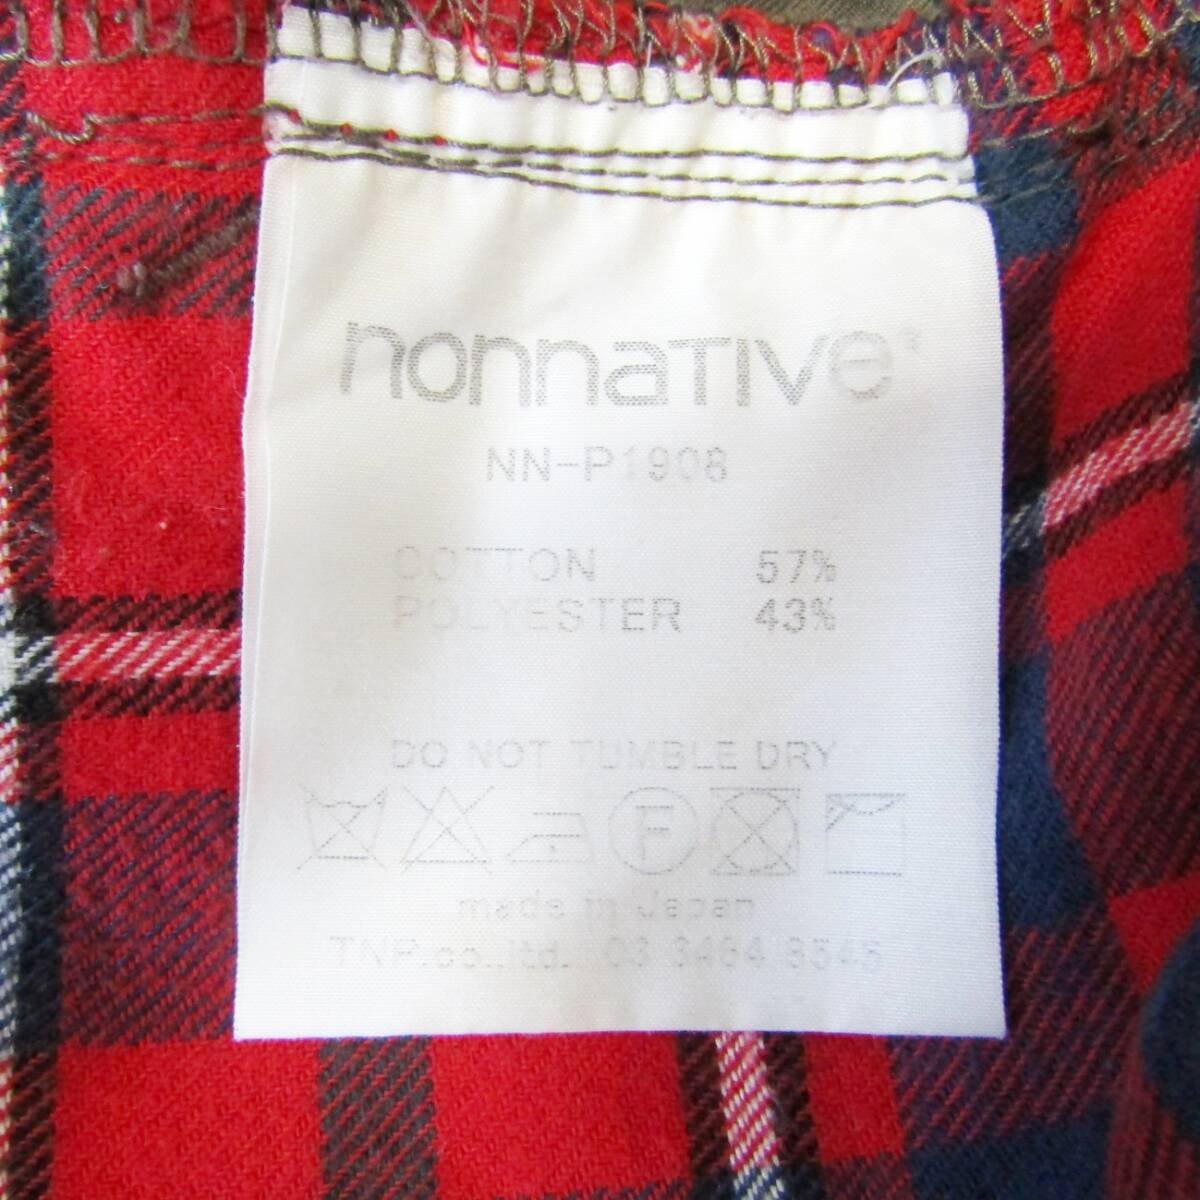 nonnative
NN-P1908
COTTON 57%
POLYESTER 43%
DO NOT TUMBLE DRY
F
made in Japan
TNP.co.,ltd. 03 3464